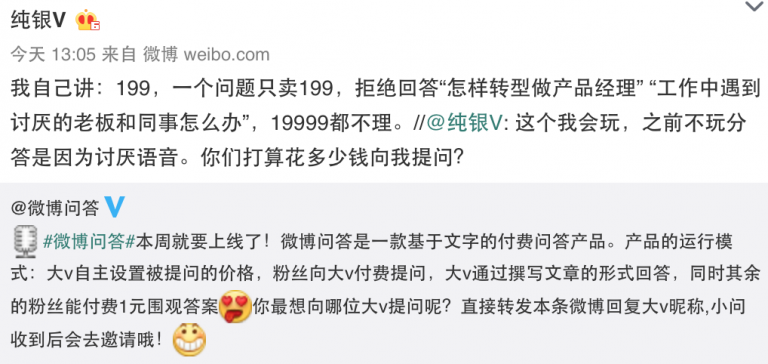 纯银V
今天 13:05 来自 微博 weibo.com
我自己讲：199，一个问题只卖199，拒绝回答“怎样转型做产品经理” “工作中遇到
讨厌的老板和同事怎么办”，19999都不理。//@纯银V: 这个我会玩，之前不玩分
答是因为讨厌语音。你们打算花多少钱向我提问？
@微博问答 V
#微博问答#本周就要上线了！微博问答是一款基于文字的付费问答产品。产品的运行模
式：大v自主设置被提问的价格，粉丝向大v付费提问，大v通过撰写文章的形式回答，同时其余
的粉丝能付费1元围观答案你最想向哪位大v提问呢？直接转发本条微博回复大v昵称,小问
收到后会去邀请哦！